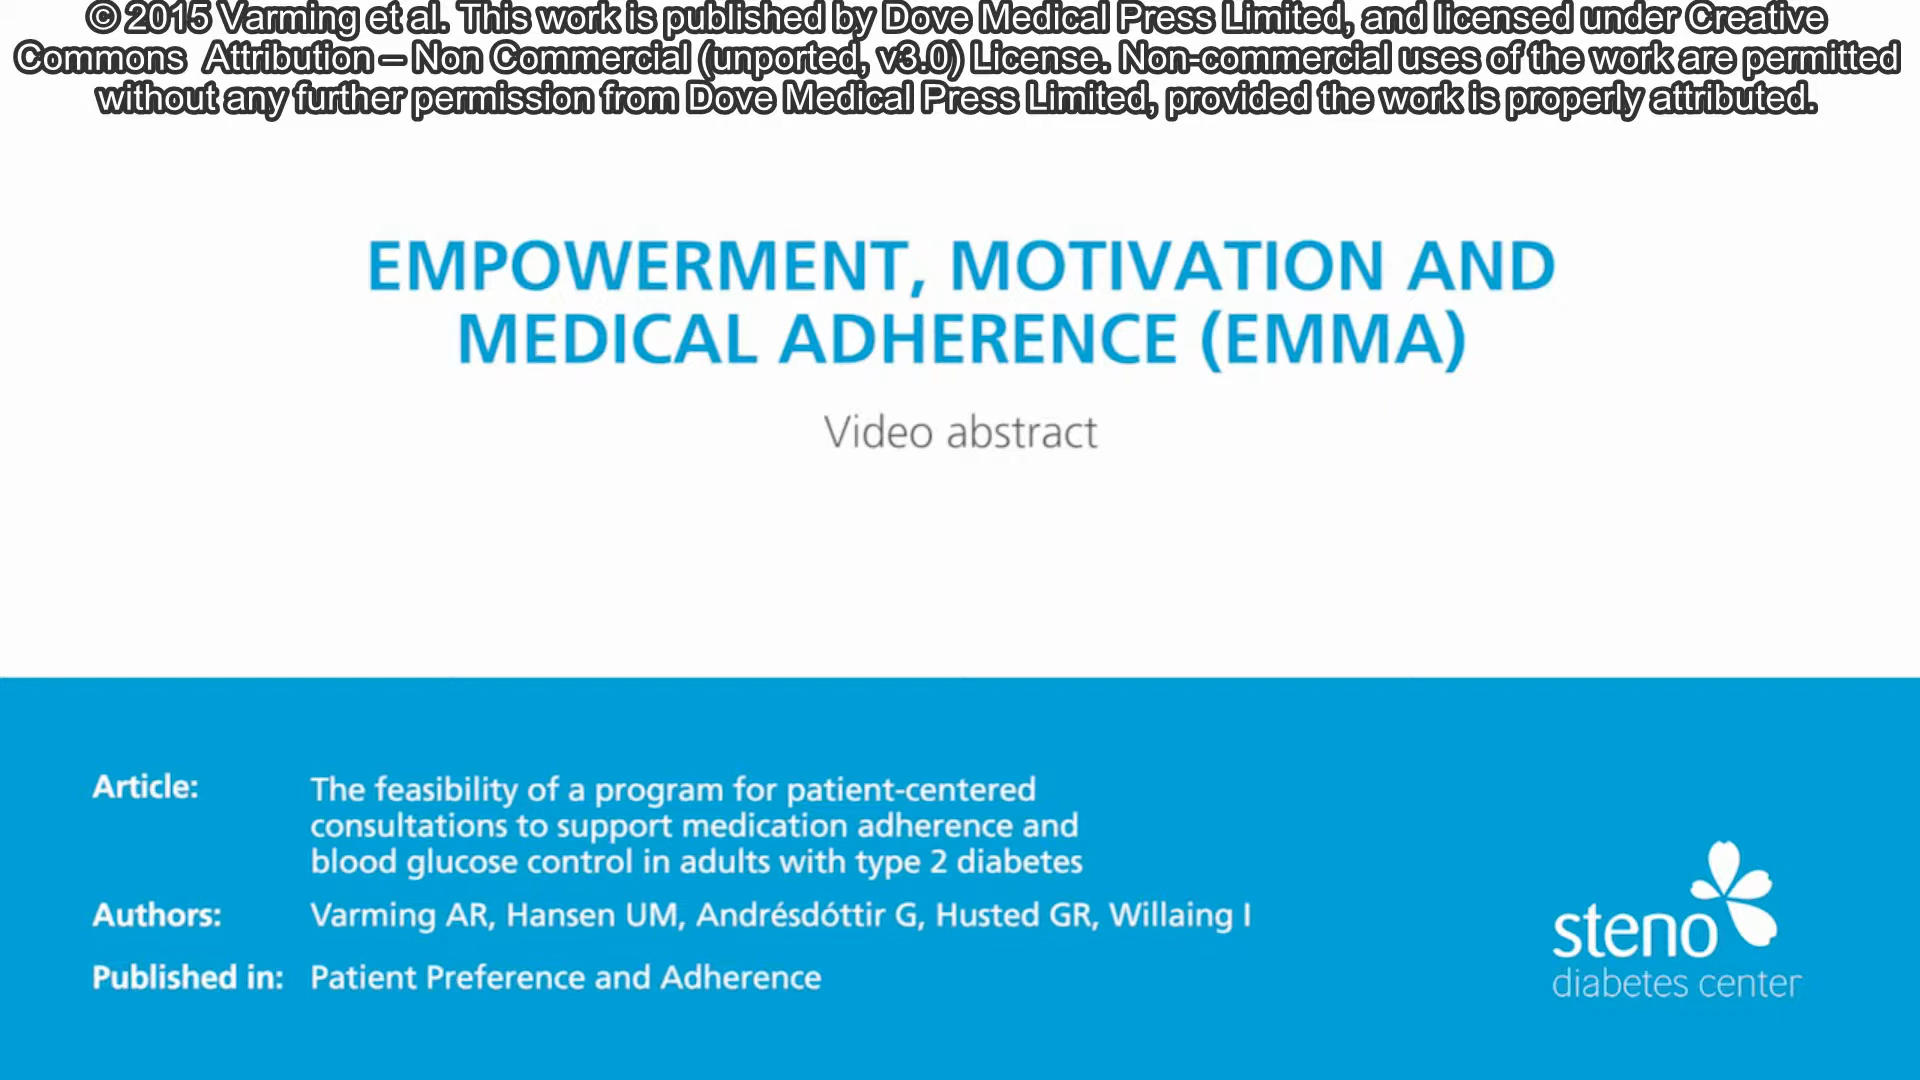 © 2015 Varming et al. This work is published by Dove Medical Press Limited, and licensed under Creative
Commons Attribution – Non Commercial (unported, v3.0) License. Non-commercial uses of the work are permitted
without any further permission from Dove Medical Press Limited, provided the work is properly attributed.
EMPOWERMENT, MOTIVATION AND
MEDICAL ADHERENCE (EMMA)
Video abstract
Article: The feasibility of a program for patient-centered
consultations to support medication adherence and
blood glucose control in adults with type 2 diabetes
Authors: Varming AR, Hansen UM, Andrésdóttir G, Husted GR, Willaing I
Published in: Patient Preference and Adherence
steno
diabetes center